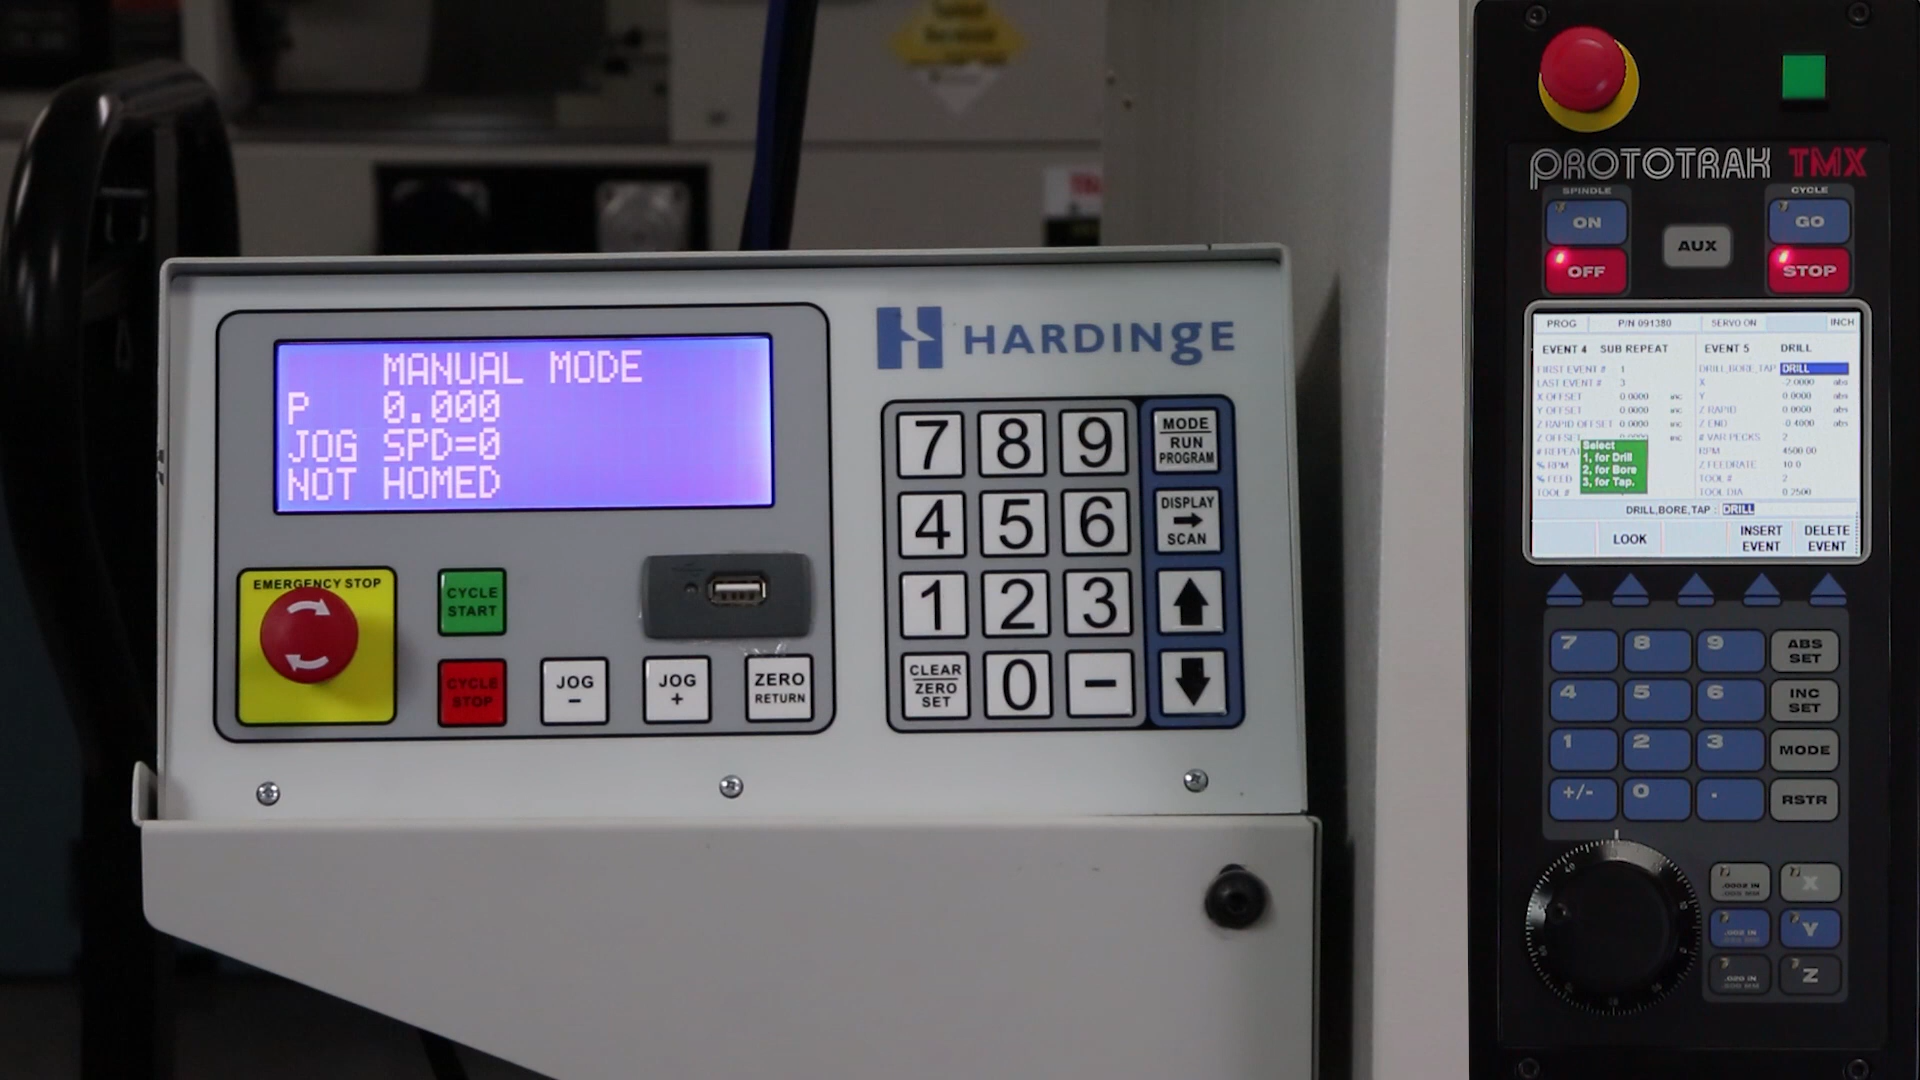 MANUAL MODE
P 0.000
JOG SPD=0
NOT HOMED
EMERGENCY STOP
CYCLE
START
CYCLE
STOP
JOG
-
JOG
+
ZERO
RETURN
HARDINGE
7 8 9
MODE
RUN
PROGRAM
4 5 6
DISPLAY
SCAN
1 2 3
CLEAR
ZERO
SET
0 -
PROTOTRAK TMX
SPINDLE
ON
OFF
AUX
CYCLE
GO
STOP
PROG P/N 091380 SERVO ON INCH
EVENT 4 SUB REPEAT
FIRST EVENT # 1
LAST EVENT # 3
X OFFSET 0.0000 inc
Y OFFSET 0.0000 inc
Z RAPID OFFSET 0.0000 inc
Z OFFSET 0.0000 inc
# REPEAT
% RPM
% FEED
TOOL #
Select
1, for Drill
2, for Bore
3, for Tap.
EVENT 5 DRILL
DRILL,BORE,TAP DRILL
X -2.0000 abs
Y 0.0000 abs
Z RAPID 0.0000 abs
Z END -0.4000 abs
# VAR PECKS 2
RPM 4500.00
Z FEEDRATE 10.0
TOOL # 2
TOOL DIA 0.2500
DRILL,BORE,TAP : DRILL
LOOK
INSERT
EVENT
DELETE
EVENT
7 8 9
ABS
SET
4 5 6
INC
SET
1 2 3 MODE
+/- 0 . RSTR
.0002 IN
X
.002 IN
Y
.020 IN
Z